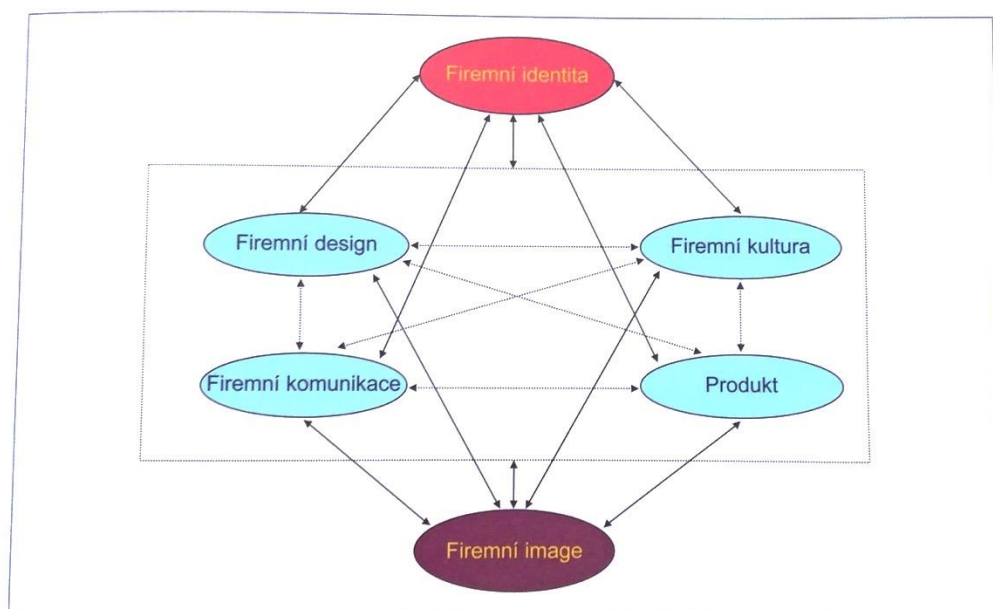 Firemní identita
Firemní design
Firemní kultura
Firemní komunikace
Produkt
Firemní image